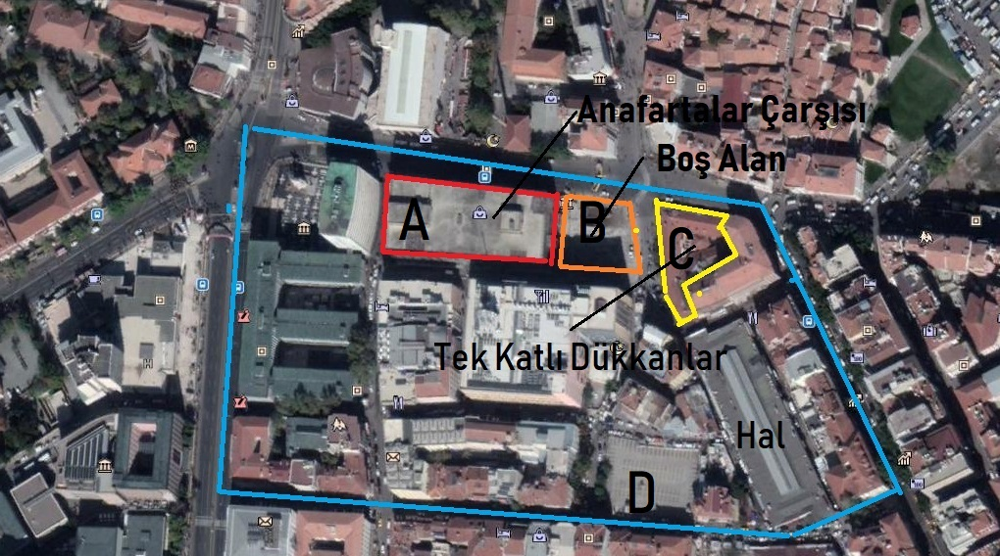 Anafartalar Çarşısı
Boş Alan
A
B
C
Tek Katlı Dükkanlar
Hal
D